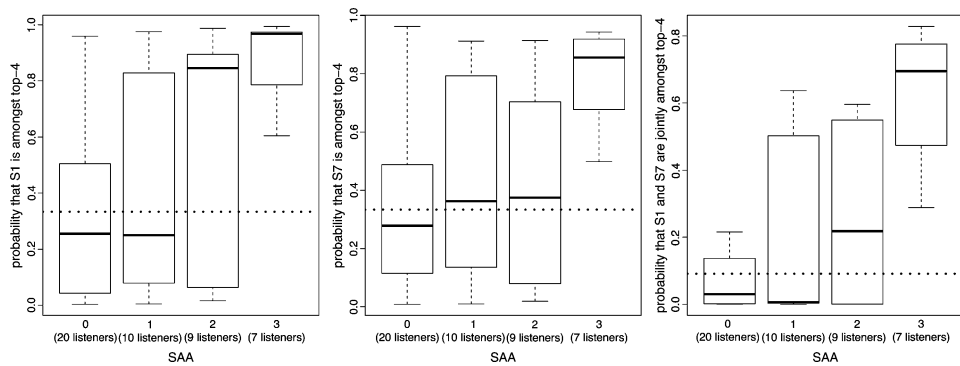 probability that S1 is amongst top-4
1.0
0.8
0.6
0.4
0.2
0.0
0 1 2 3
(20 listeners) (10 listeners) (9 listeners) (7 listeners)
SAA
probability that S7 is amongst top-4
1.0
0.8
0.6
0.4
0.2
0.0
0 1 2 3
(20 listeners) (10 listeners) (9 listeners) (7 listeners)
SAA
probability that S1 and S7 are jointly amongst top-4
0.8
0.6
0.4
0.2
0.0
0 1 2 3
(20 listeners) (10 listeners) (9 listeners) (7 listeners)
SAA